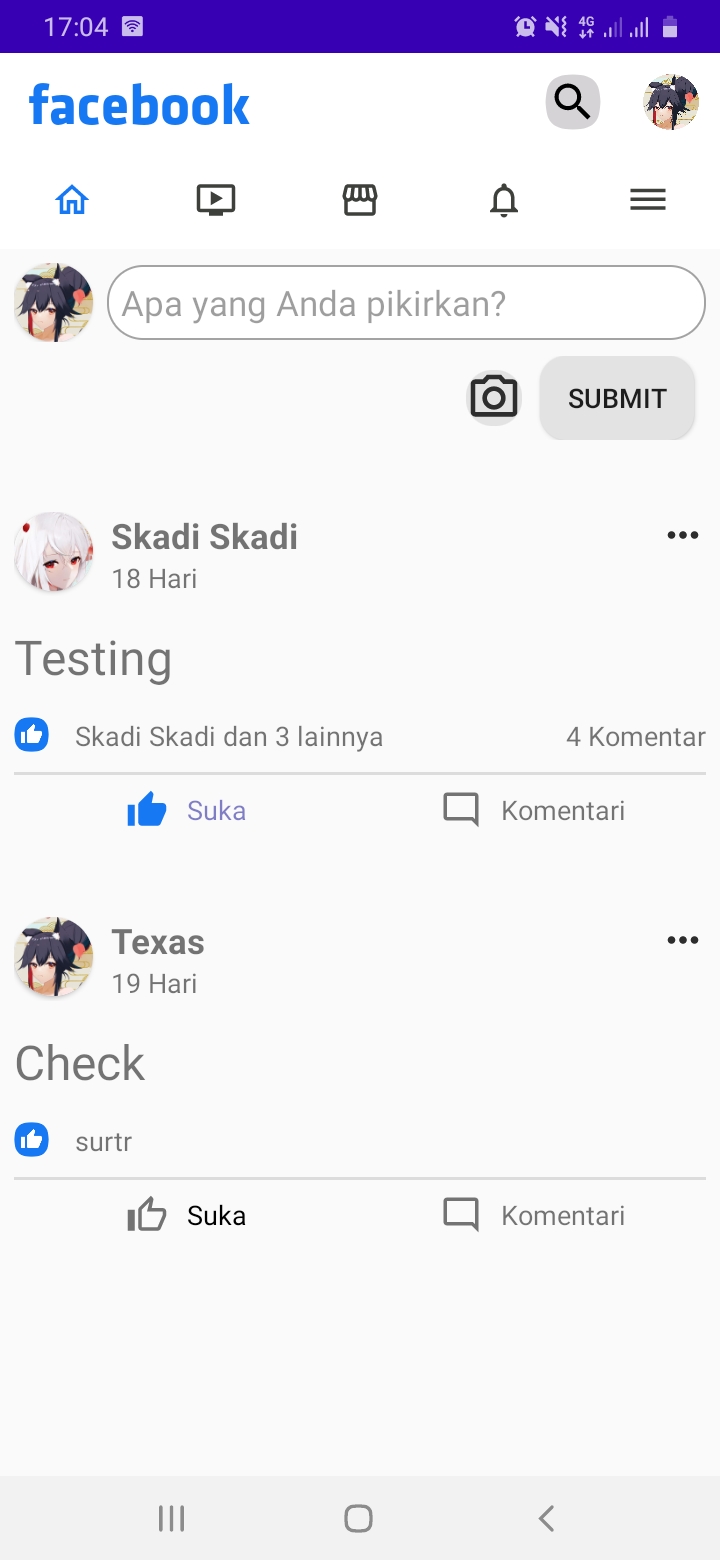 17:04
4G
facebook
Apa yang Anda pikirkan?
SUBMIT
Skadi Skadi
18 Hari
Testing
Skadi Skadi dan 3 lainnya 4 Komentar
Suka Komentari
Texas
19 Hari
Check
surtr
Suka Komentari